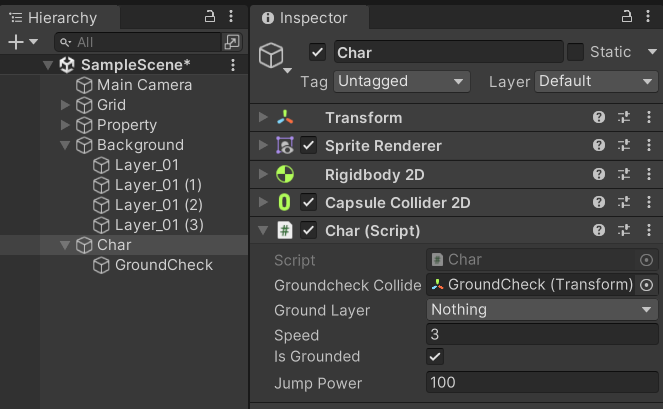 Hierarchy
All
SampleScene*
Main Camera
Grid
Property
Background
Layer_01
Layer_01 (1)
Layer_01 (2)
Layer_01 (3)
Char
GroundCheck
Inspector
Char
Static
Tag Untagged Layer Default
Transform
Sprite Renderer
Rigidbody 2D
Capsule Collider 2D
Char (Script)
Script # Char
Groundcheck Collide GroundCheck (Transform)
Ground Layer Nothing
Speed 3
Is Grounded
Jump Power 100